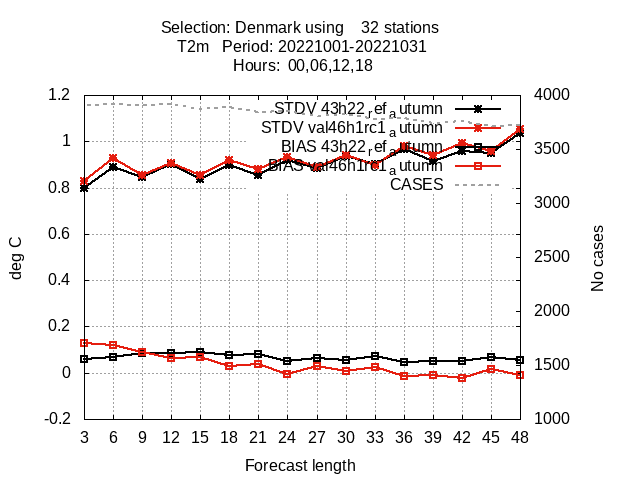 Selection: Denmark using    32 stations
T2m   Period: 20221001-20221031
Hours:  00,06,12,18
1.2
1
0.8
0.6
0.4
0.2
0
-0.2
4000
3500
3000
2500
2000
1500
1000
STDV 43h22_ref_autumn
STDV val46h1rc1_autumn
BIAS 43h22_ref_autumn
BIAS val46h1rc1_autumn
CASES
deg C
No cases
3 6 9 12 15 18 21 24 27 30 33 36 39 42 45 48
Forecast length